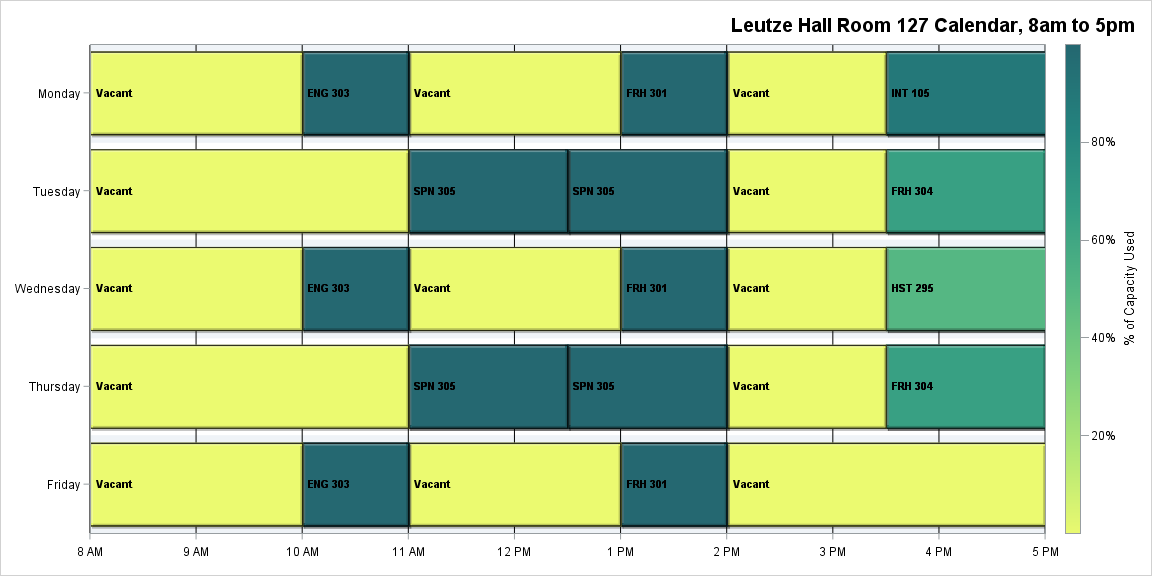 Leutze Hall Room 127 Calendar, 8am to 5pm
Monday
Vacant
ENG 303
Vacant
FRH 301
Vacant
INT 105
Tuesday
Vacant
SPN 305
SPN 305
Vacant
FRH 304
Wednesday
Vacant
ENG 303
Vacant
FRH 301
Vacant
HST 295
Thursday
Vacant
SPN 305
SPN 305
Vacant
FRH 304
Friday
Vacant
ENG 303
Vacant
FRH 301
Vacant
8 AM
9 AM
10 AM
11 AM
12 PM
1 PM
2 PM
3 PM
4 PM
5 PM
80%
60%
40%
20%
% of Capacity Used